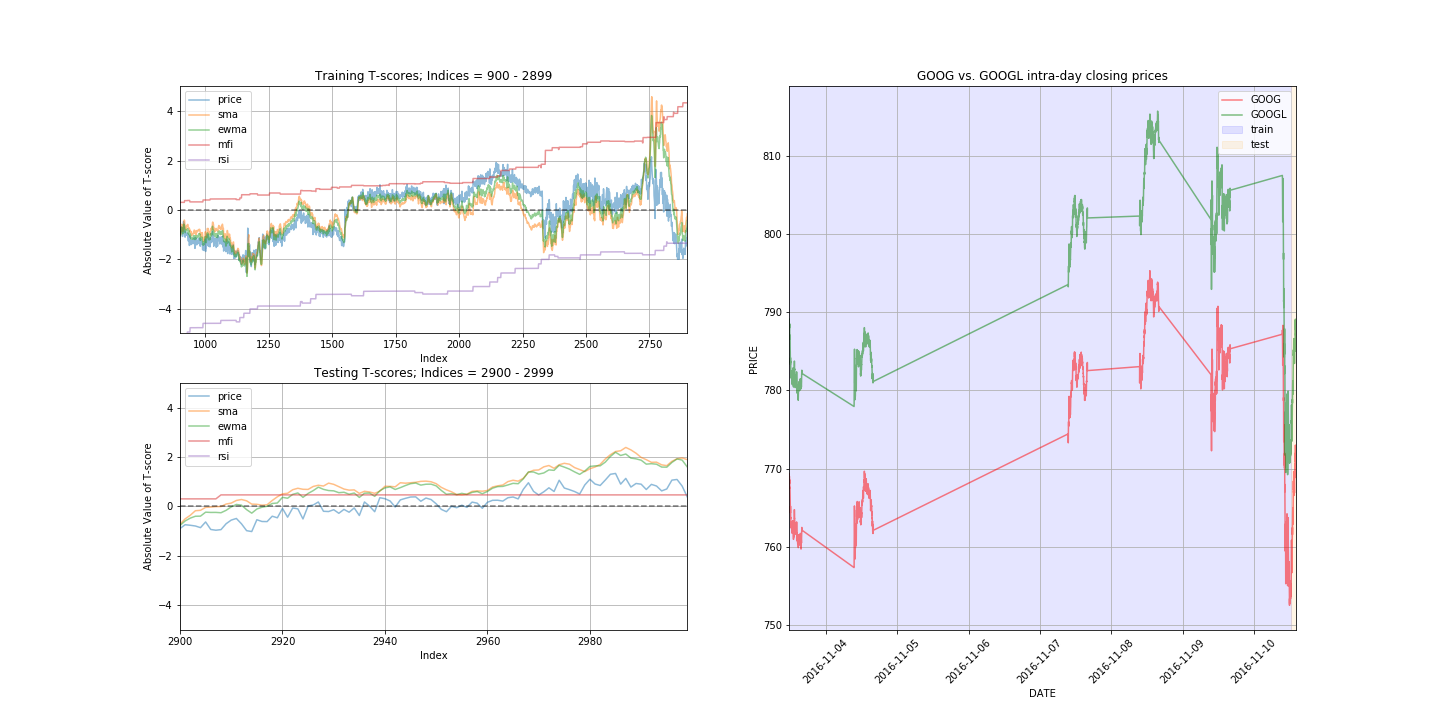 Training T-scores; Indices = 900 - 2899
price
sma
ewma
mfi
rsi
4
2
0
−2
−4
Absolute Value of T-score
1000 1250 1500 1750 2000 2250 2500 2750
Index
Testing T-scores; Indices = 2900 - 2999
price
sma
ewma
mfi
rsi
4
2
0
−2
−4
Absolute Value of T-score
2900 2920 2940 2960 2980
Index
GOOG vs. GOOGL intra-day closing prices
GOOG
GOOGL
train
test
810
800
790
780
770
760
750
PRICE
2016-11-04 2016-11-05 2016-11-06 2016-11-07 2016-11-08 2016-11-09 2016-11-10
DATE